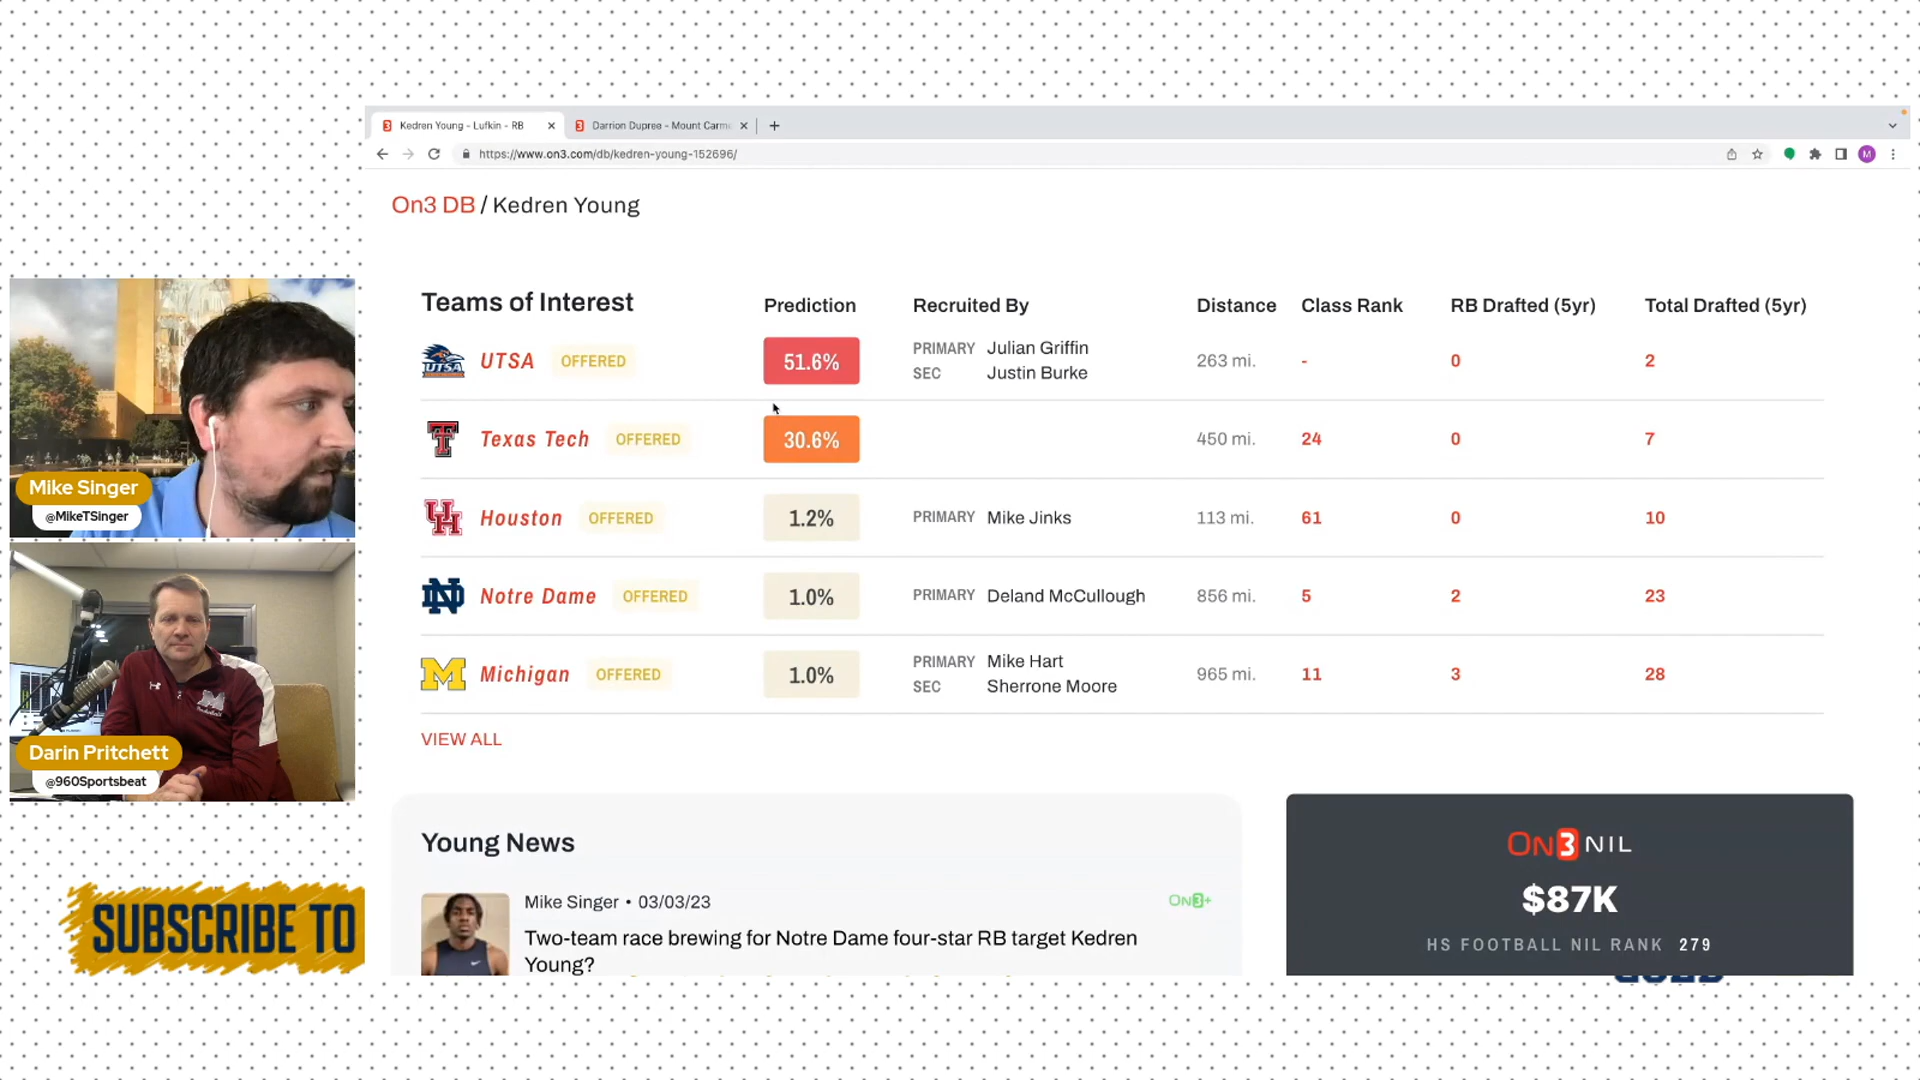 Kedren Young - Lufkin - RB
Darrion Dupree - Mount Carm
https://www.on3.com/db/kedren-young-152696/
M
On3 DB / Kedren Young
Teams of Interest Prediction Recruited By Distance Class Rank RB Drafted (5yr) Total Drafted (5yr)
UTSA
UTSA OFFERED 51.6% PRIMARY Julian Griffin 263 mi. - 0 2
SEC Justin Burke
Texas Tech OFFERED 30.6% 450 mi. 24 0 7
Houston OFFERED 1.2% PRIMARY Mike Jinks 113 mi. 61 0 10
Notre Dame OFFERED 1.0% PRIMARY Deland McCullough 856 mi. 5 2 23
Michigan OFFERED 1.0% PRIMARY Mike Hart 965 mi. 11 3 28
SEC Sherrone Moore
VIEW ALL
Young News
Mike Singer • 03/03/23
ON3+
Two-team race brewing for Notre Dame four-star RB target Kedren
Young?
ON3 NIL
$87K
HS FOOTBALL NIL RANK 279
Mike Singer
@MikeTSinger
Darin Pritchett
@960Sportsbeat
SUBSCRIBE TO